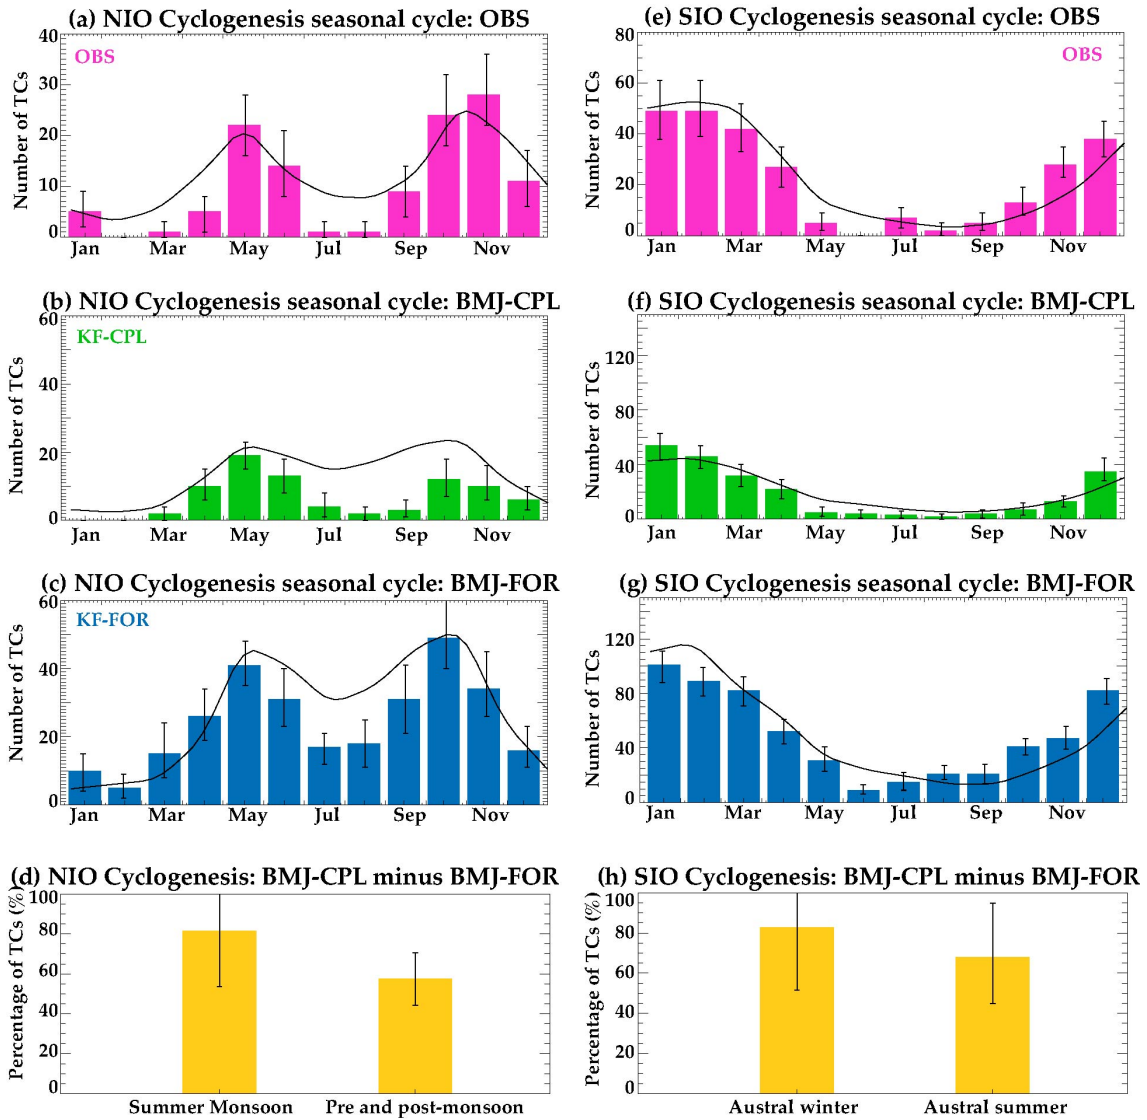 (a) NIO Cyclogenesis seasonal cycle: OBS
Number of TCs
40
30
20
10
0
OBS
Jan Mar May Jul Sep Nov
(e) SIO Cyclogenesis seasonal cycle: OBS
Number of TCs
80
60
40
20
0
OBS
Jan Mar May Jul Sep Nov
(b) NIO Cyclogenesis seasonal cycle: BMJ-CPL
Number of TCs
60
40
20
0
KF-CPL
Jan Mar May Jul Sep Nov
(f) SIO Cyclogenesis seasonal cycle: BMJ-CPL
Number of TCs
120
80
40
0
Jan Mar May Jul Sep Nov
(c) NIO Cyclogenesis seasonal cycle: BMJ-FOR
Number of TCs
60
40
20
0
KF-FOR
Jan Mar May Jul Sep Nov
(g) SIO Cyclogenesis seasonal cycle: BMJ-FOR
Number of TCs
120
80
40
0
Jan Mar May Jul Sep Nov
(d) NIO Cyclogenesis: BMJ-CPL minus BMJ-FOR
Percentage of TCs (%)
100
80
60
40
20
0
Summer Monsoon Pre and post-monsoon
(h) SIO Cyclogenesis: BMJ-CPL minus BMJ-FOR
Percentage of TCs (%)
100
80
60
40
20
0
Austral winter Austral summer